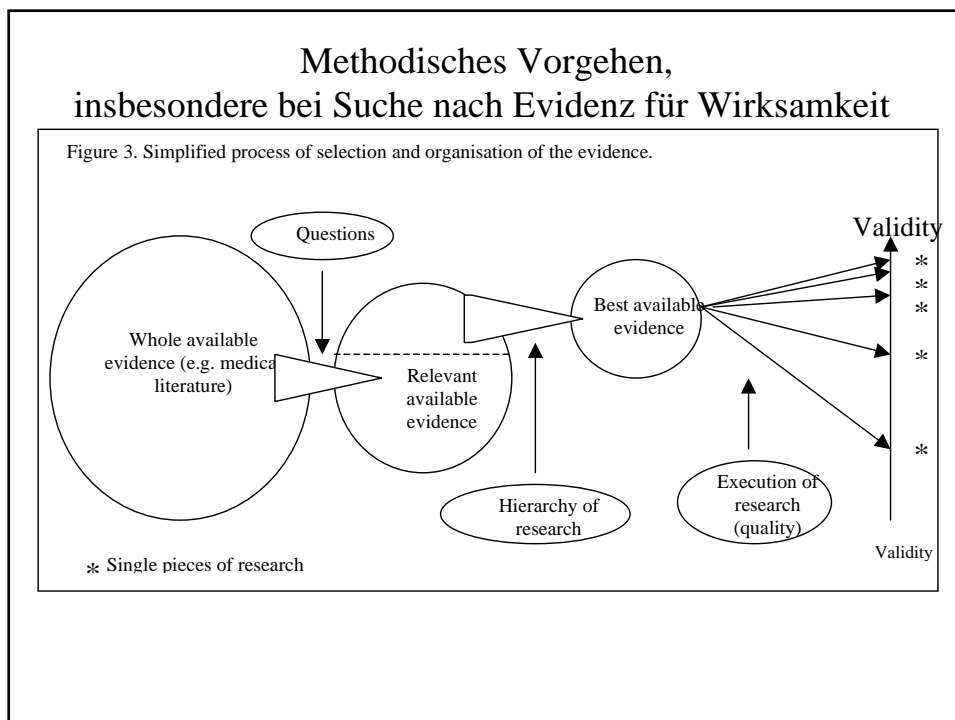 Methodisches Vorgehen,
insbesondere bei Suche nach Evidenz für Wirksamkeit
Figure 3. Simplified process of selection and organisation of the evidence.
Questions
Validity
Whole available
evidence (e.g. medica
literature)
Relevant
available
evidence
Best available
evidence
*
*
*
*
*
Hierarchy of
research
Execution of
research
(quality)
Validity
* Single pieces of research